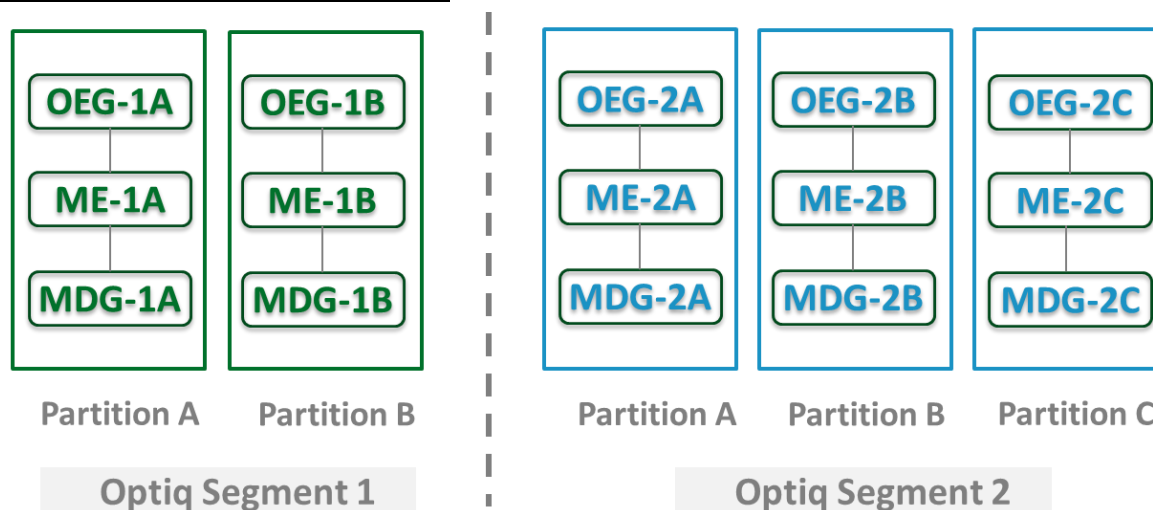 OEG-1A
ME-1A
MDG-1A
Partition A
OEG-1B
ME-1B
MDG-1B
Partition B
Optiq Segment 1
OEG-2A
ME-2A
MDG-2A
Partition A
OEG-2B
ME-2B
MDG-2B
Partition B
OEG-2C
ME-2C
MDG-2C
Partition C
Optiq Segment 2